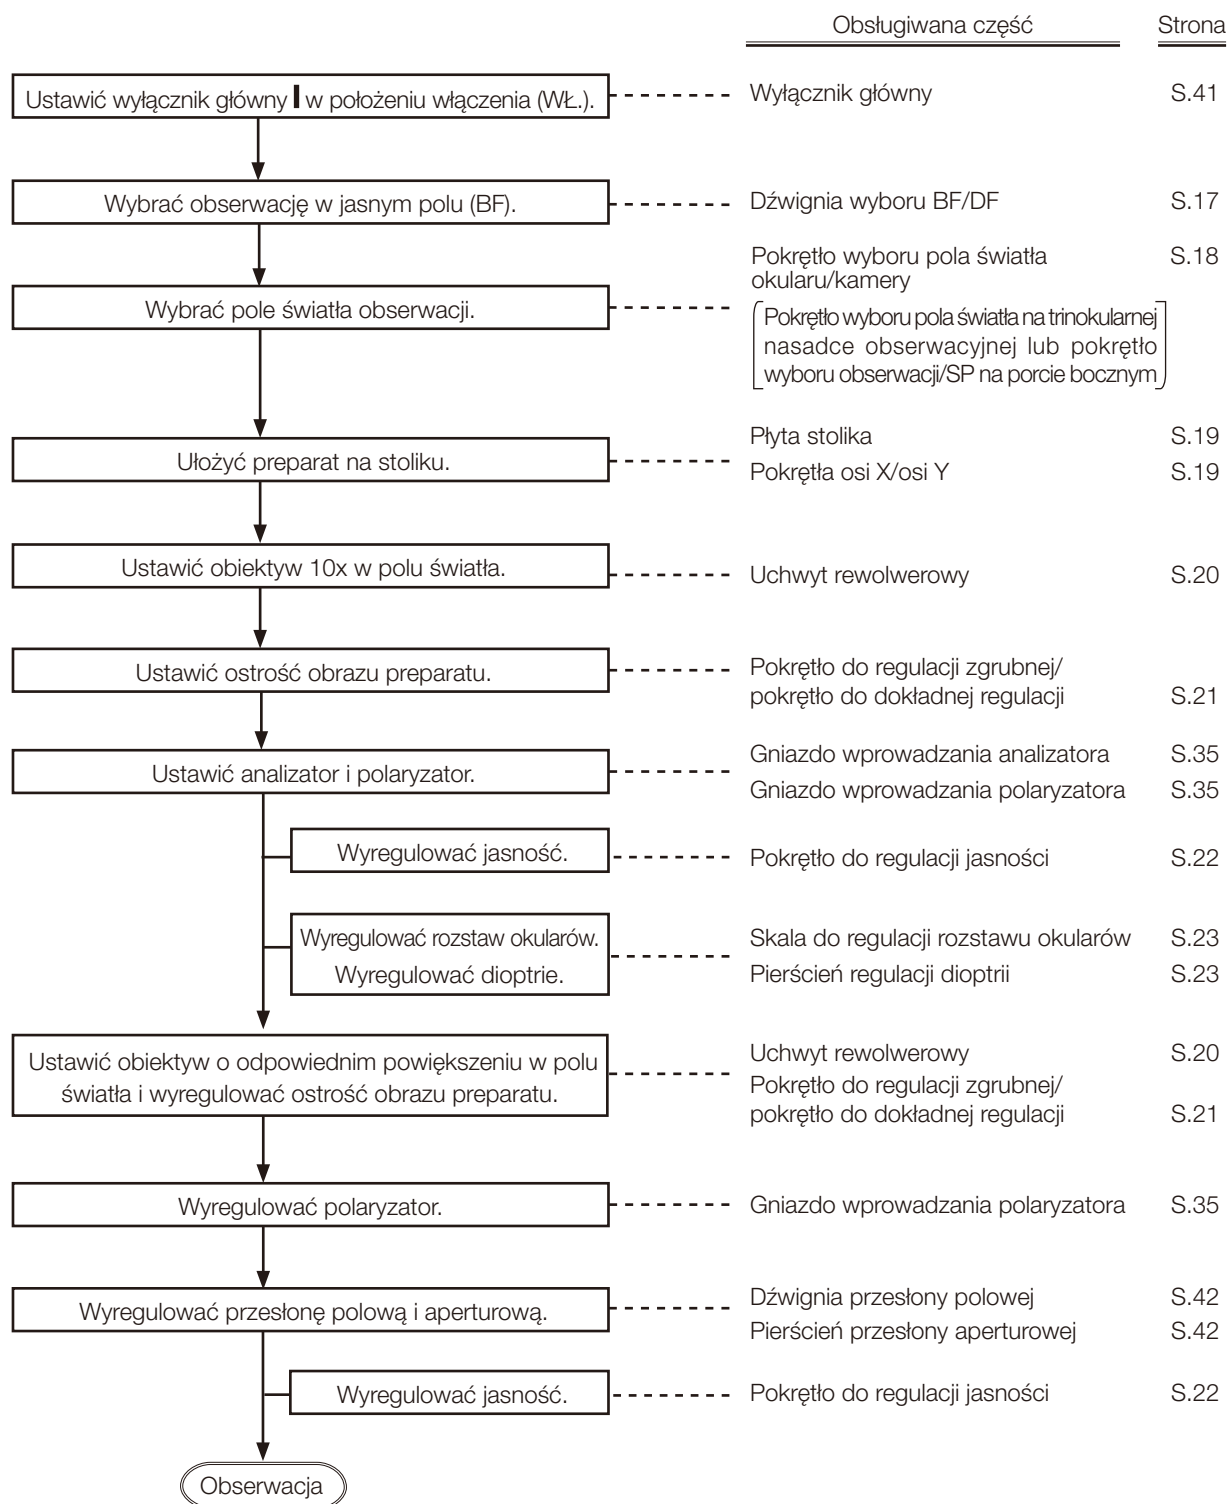 Obsługiwana część Strona
Ustawić wyłącznik główny I w położeniu włączenia (WŁ.). Wyłącznik główny S.41
Wybrać obserwację w jasnym polu (BF). Dźwignia wyboru BF/DF S.17
Pokrętło wyboru pola światła S.18
okularu/kamery
Wybrać pole światła obserwacji.
Pokrętło wyboru pola światła na trinokularnej
nasadce obserwacyjnej lub pokrętło
wyboru obserwacji/SP na porcie bocznym
Płyta stolika S.19
Ułożyć preparat na stoliku.
Pokrętła osi X/osi Y S.19
Ustawić obiektyw 10x w polu światła. Uchwyt rewolwerowy S.20
Ustawić ostrość obrazu preparatu.
Pokrętło do regulacji zgrubnej/
pokrętło do dokładnej regulacji S.21
Gniazdo wprowadzania analizatora S.35
Ustawić analizator i polaryzator.
Gniazdo wprowadzania polaryzatora S.35
Wyregulować jasność. Pokrętło do regulacji jasności S.22
Wyregulować rozstaw okularów. Skala do regulacji rozstawu okularów S.23
Wyregulować dioptrie. Pierścień regulacji dioptrii S.23
Ustawić obiektyw o odpowiednim powiększeniu w polu
światła i wyregulować ostrość obrazu preparatu.
Uchwyt rewolwerowy S.20
Pokrętło do regulacji zgrubnej/
pokrętło do dokładnej regulacji S.21
Wyregulować polaryzator. Gniazdo wprowadzania polaryzatora S.35
Wyregulować przesłonę polową i aperturową.
Dźwignia przesłony polowej S.42
Pierścień przesłony aperturowej S.42
Wyregulować jasność. Pokrętło do regulacji jasności S.22
Obserwacja